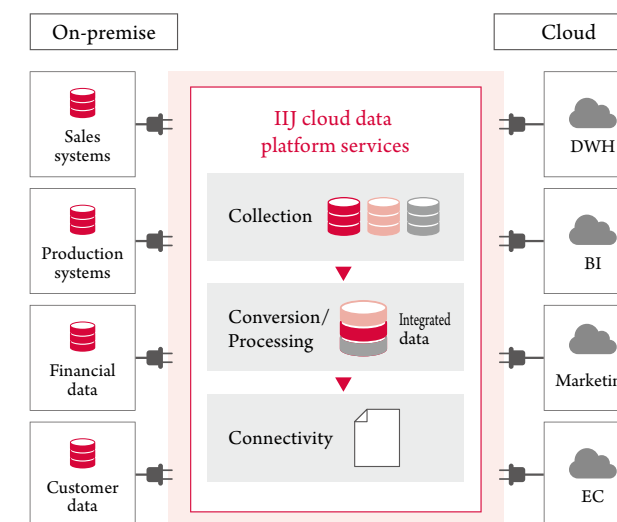 On-premise
Cloud
Sales
systems
Production
systems
Financial
data
Customer
data
IIJ cloud data
platform services
Collection
Conversion/
Processing
Integrated
data
Connectivity
DWH
BI
Marketin
EC